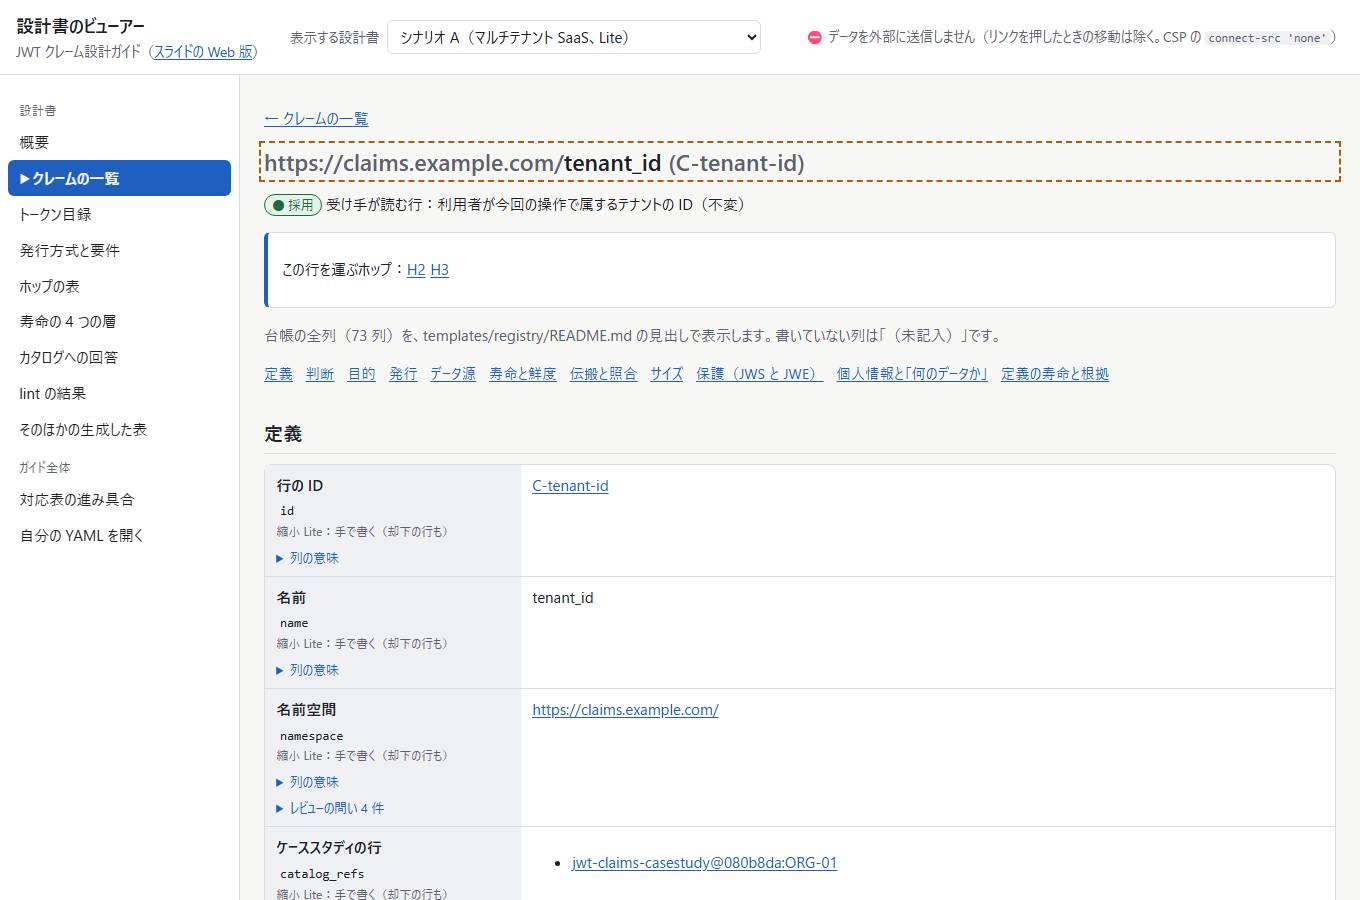 設計書のビューアー
JWT クレーム設計ガイド（スライドの Web 版）
表示する設計書
シナリオ A（マルチテナント SaaS、Lite）
データを外部に送信しません（リンクを押したときの移動は除く。CSP の connect-src 'none' ）
設計書
概要
▶ クレームの一覧
トークン目録
発行方式と要件
ホップの表
寿命の 4 つの層
カタログへの回答
lint の結果
そのほかの生成した表
ガイド全体
対応表の進み具合
自分の YAML を開く
← クレームの一覧
https://claims.example.com/tenant_id (C-tenant-id)
● 採用 受け手が読む行：利用者が今回の操作で属するテナントの ID（不変）
この行を運ぶホップ：H2 H3
台帳の全列（73 列）を、templates/registry/README.md の見出しで表示します。書いていない列は「（未記入）」です。
定義 判断 目的 発行 データ源 寿命と鮮度 伝搬と照合 サイズ 保護（JWS と JWE） 個人情報と「何のデータか」 定義の寿命と根拠
定義
行の ID
id
縮小 Lite：手で書く（却下の行も）
▶ 列の意味
C-tenant-id
名前
name
縮小 Lite：手で書く（却下の行も）
▶ 列の意味
tenant_id
名前空間
namespace
縮小 Lite：手で書く（却下の行も）
▶ 列の意味
▶ レビューの問い 4 件
https://claims.example.com/
ケーススタディの行
catalog_refs
縮小 Lite：手で書く（却下の行も）
• jwt-claims-casestudy@080b8da:ORG-01